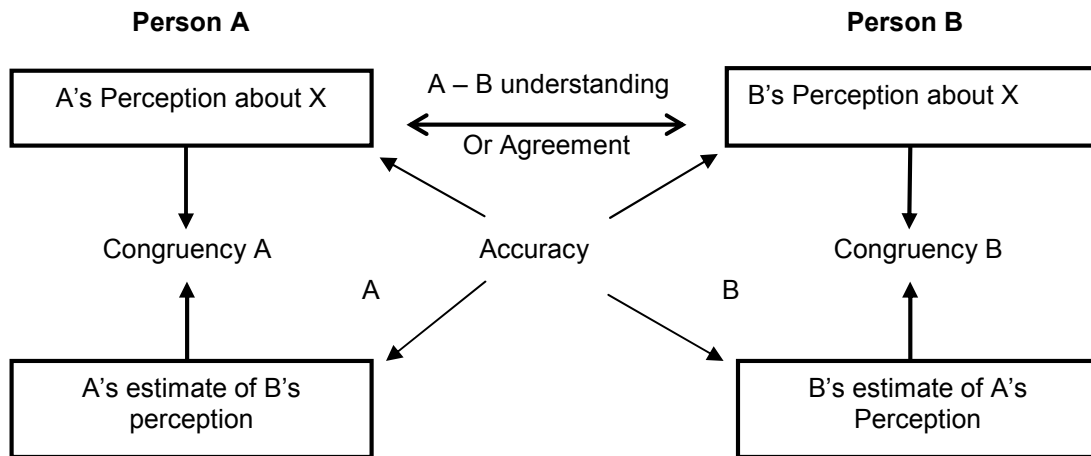 Person A
Person B
A's Perception about X
A – B understanding
Or Agreement
B's Perception about X
Congruency A
Accuracy
Congruency B
A
B
A's estimate of B's
perception
B's estimate of A's
Perception